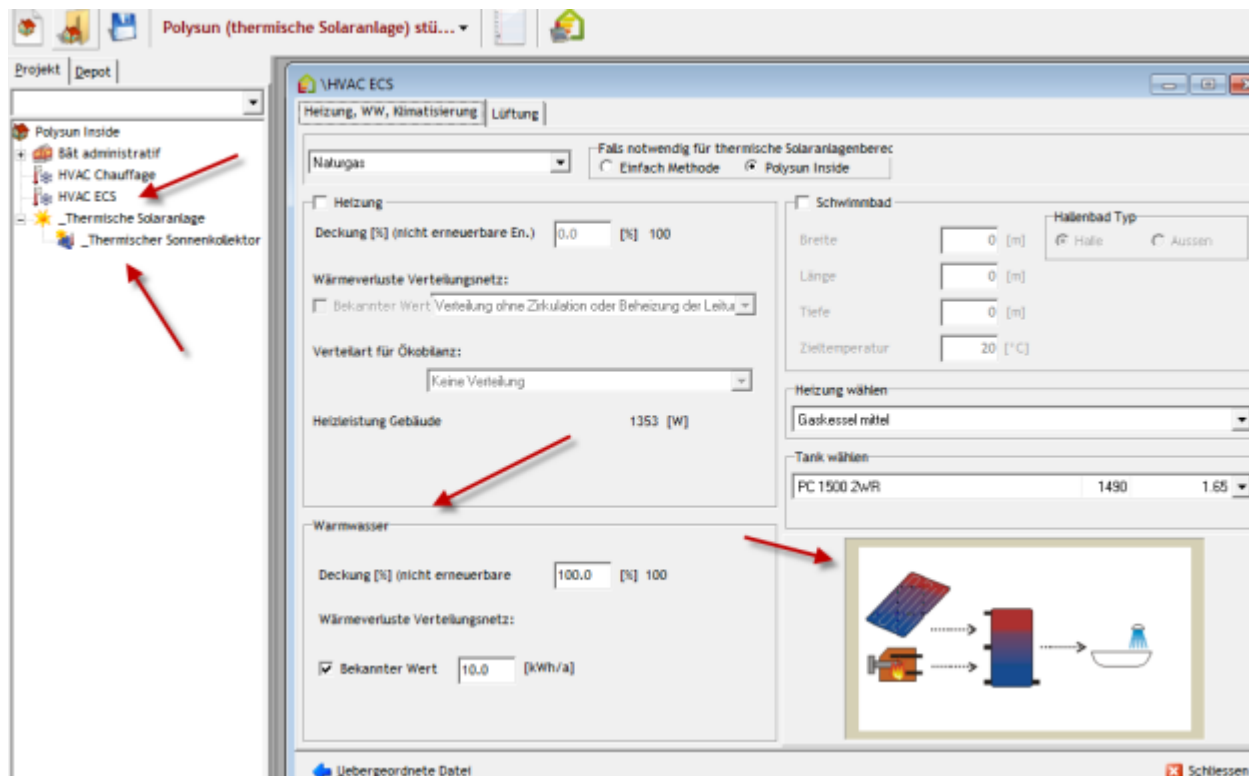 Polysun (thermische Solaranlage) stü...
Projekt Depot
Polysun Inside
Bât administratif
HVAC Chauffage
HVAC ECS
_Thermische Solaranlage
_Thermischer Sonnenkollektor
\HVAC ECS
Heizung, WW, Klimatisierung Lüftung
Naturgas
Falls notwendig für thermische Solaranlagenberec
Einfach Methode Polysun Inside
Heizung
Deckung [%] (nicht erneuerbare En.) 0.0 [%] 100
Wärmeverluste Verteilungsnetz:
Bekannter Wert Verteilung ohne Zirkulation oder Beheizung der Leitu
Verteilart für Ökobilanz:
Keine Verteilung
Heizleistung Gebäude 1353 [W]
Schwimmbad
Breite 0 [m]
Länge 0 [m]
Tiefe 0 [m]
Zieltemperatur 20 [°C]
Hallenbad Typ
Halle Aussen
Heizung wählen
Gaskessel mittel
Tank wählen
PC 1500 2WR 1490 1.65
Warmwasser
Deckung [%] (nicht erneuerbare 100.0 [%] 100
Wärmeverluste Verteilungsnetz:
Bekannter Wert 10.0 [kWh/a]
Uebergeordnete Datei Schliessen